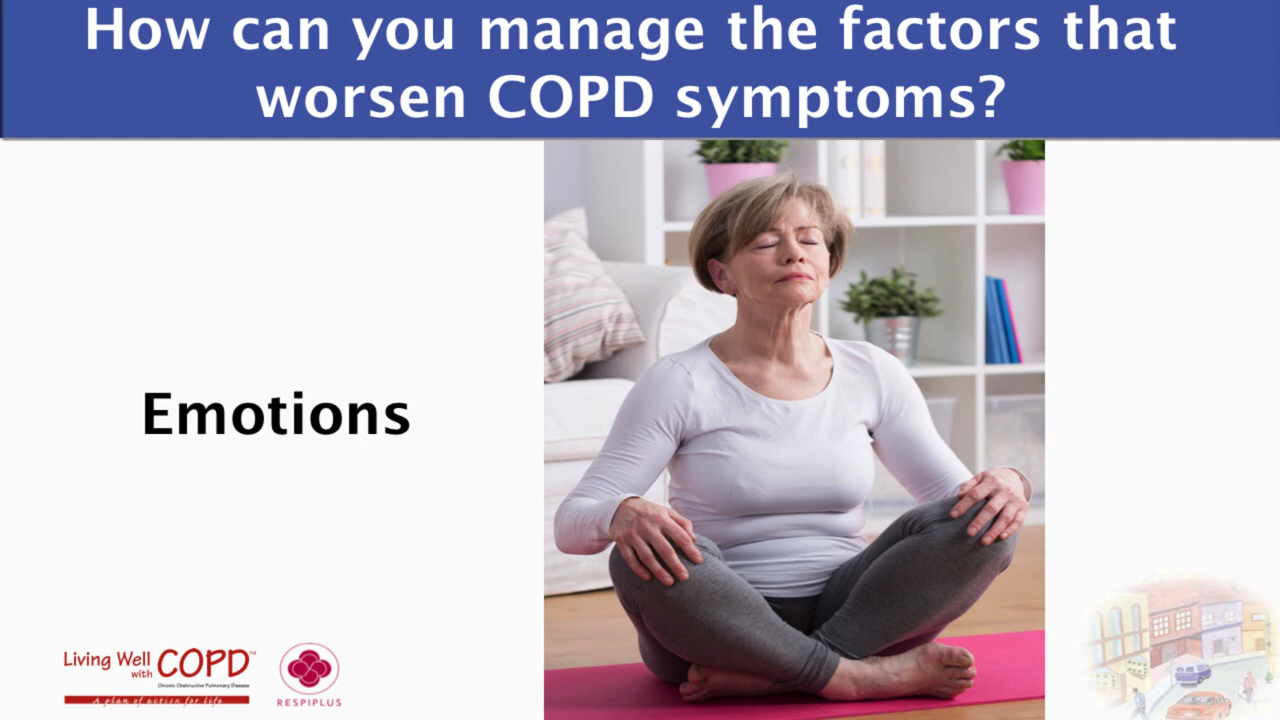 How can you manage the factors that
worsen COPD symptoms?
Emotions
Living Well
with
COPD™
Chronic Obstructive Pulmonary Disease
A plan of action for life
RESPIPLUS